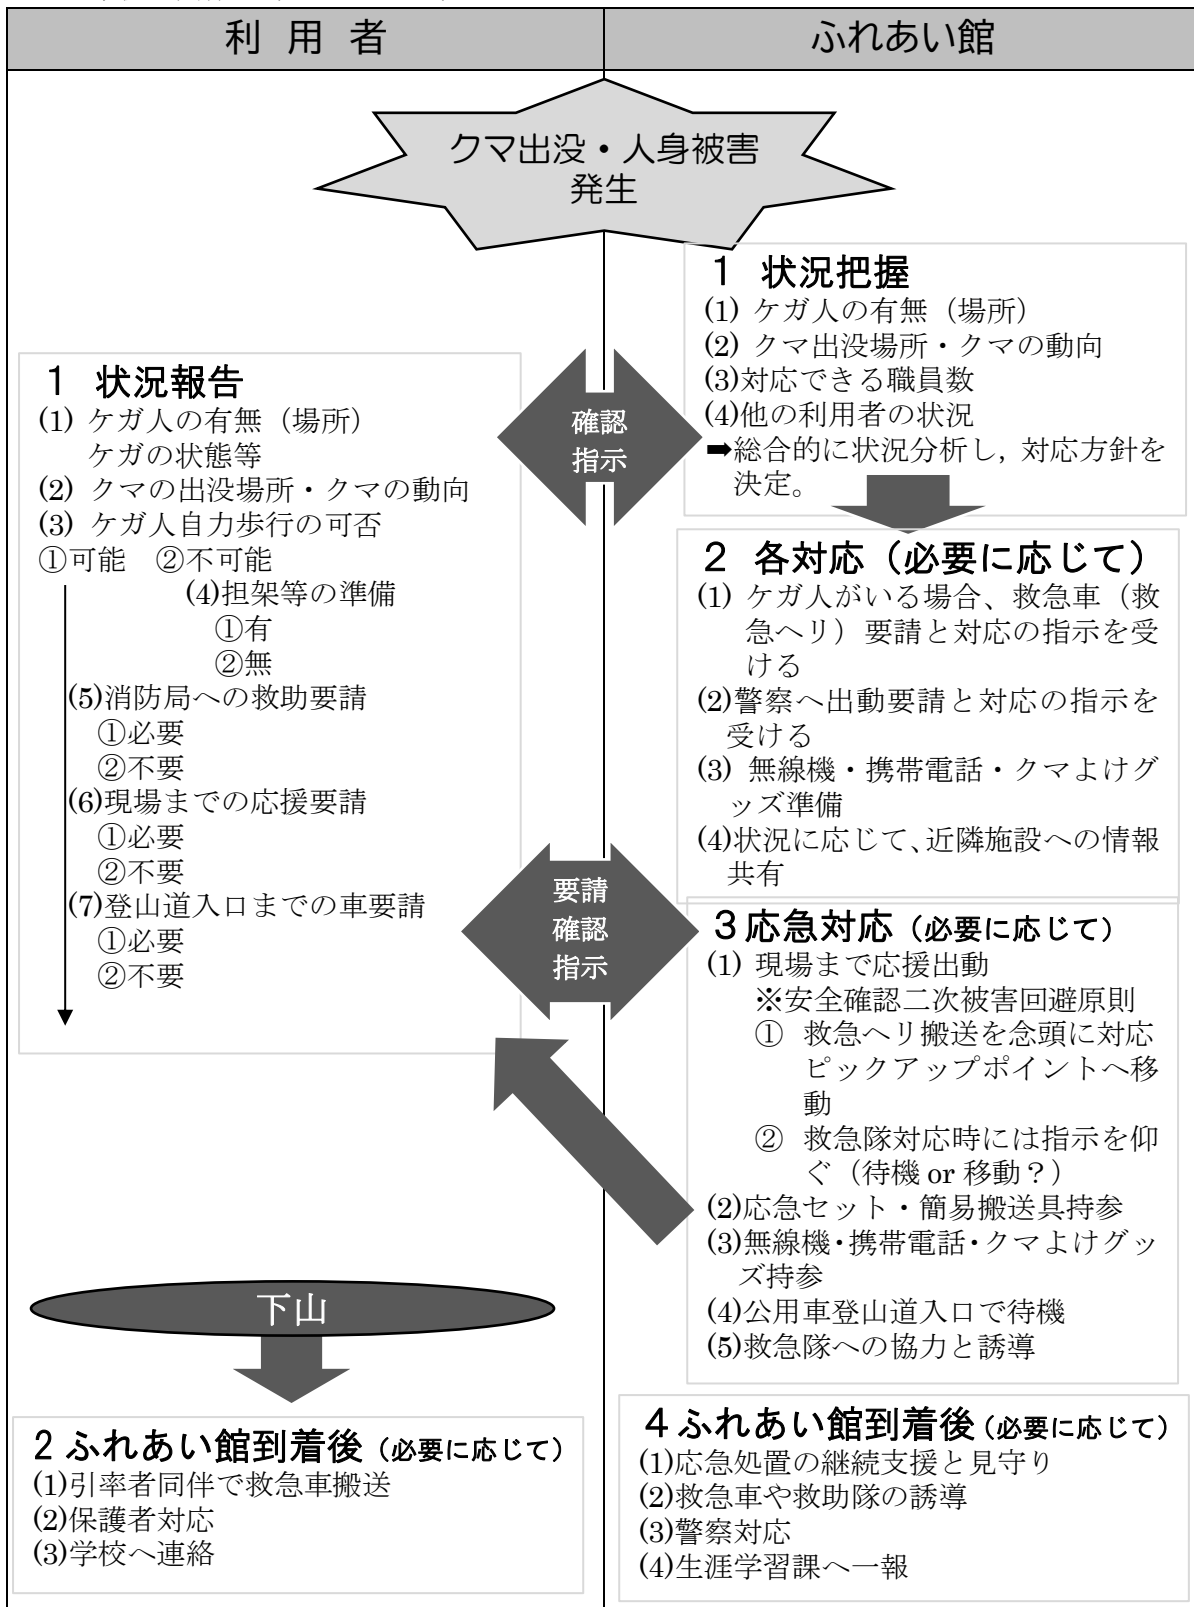 利 用 者
ふれあい館
クマ出没・人身被害
発生
1 状況報告
(1) ケガ人の有無（場所）
ケガの状態等
(2) クマの出没場所・クマの動向
(3) ケガ人自力歩行の可否
①可能　②不可能
(4)担架等の準備
①有
②無
(5)消防局への救助要請
①必要
②不要
(6)現場までの応援要請
①必要
②不要
(7)登山道入口までの車要請
①必要
②不要
確認
指示
要請
確認
指示
下山
2 ふれあい館到着後（必要に応じて）
(1)引率者同伴で救急車搬送
(2)保護者対応
(3)学校へ連絡
1 状況把握
(1) ケガ人の有無（場所）
(2) クマ出没場所・クマの動向
(3)対応できる職員数
(4)他の利用者の状況
➡総合的に状況分析し，対応方針を
決定。
2 各対応（必要に応じて）
(1) ケガ人がいる場合、救急車（救
急ヘリ）要請と対応の指示を受
ける
(2)警察へ出動要請と対応の指示を
受ける
(3) 無線機・携帯電話・クマよけグ
ッズ準備
(4)状況に応じて、近隣施設への情報
共有
3 応急対応（必要に応じて）
(1) 現場まで応援出動
※安全確認二次被害回避原則
① 救急ヘリ搬送を念頭に対応
ピックアップポイントへ移
動
② 救急隊対応時には指示を仰
ぐ（待機 or 移動？）
(2)応急セット・簡易搬送具持参
(3)無線機・携帯電話・クマよけグッ
ズ持参
(4)公用車登山道入口で待機
(5)救急隊への協力と誘導
4 ふれあい館到着後（必要に応じて）
(1)応急処置の継続支援と見守り
(2)救急車や救助隊の誘導
(3)警察対応
(4)生涯学習課へ一報